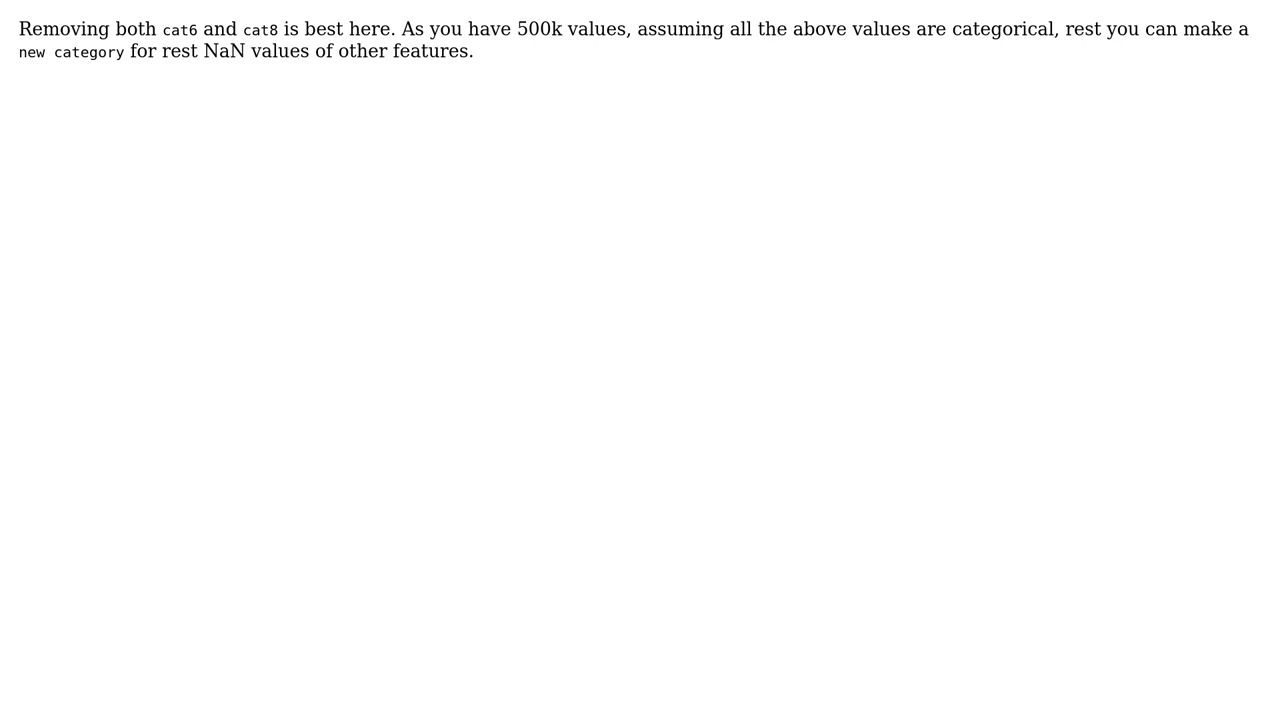 Removing both cat6 and cat8 is best here. As you have 500k values, assuming all the above values are categorical, rest you can make a
new category for rest NaN values of other features.